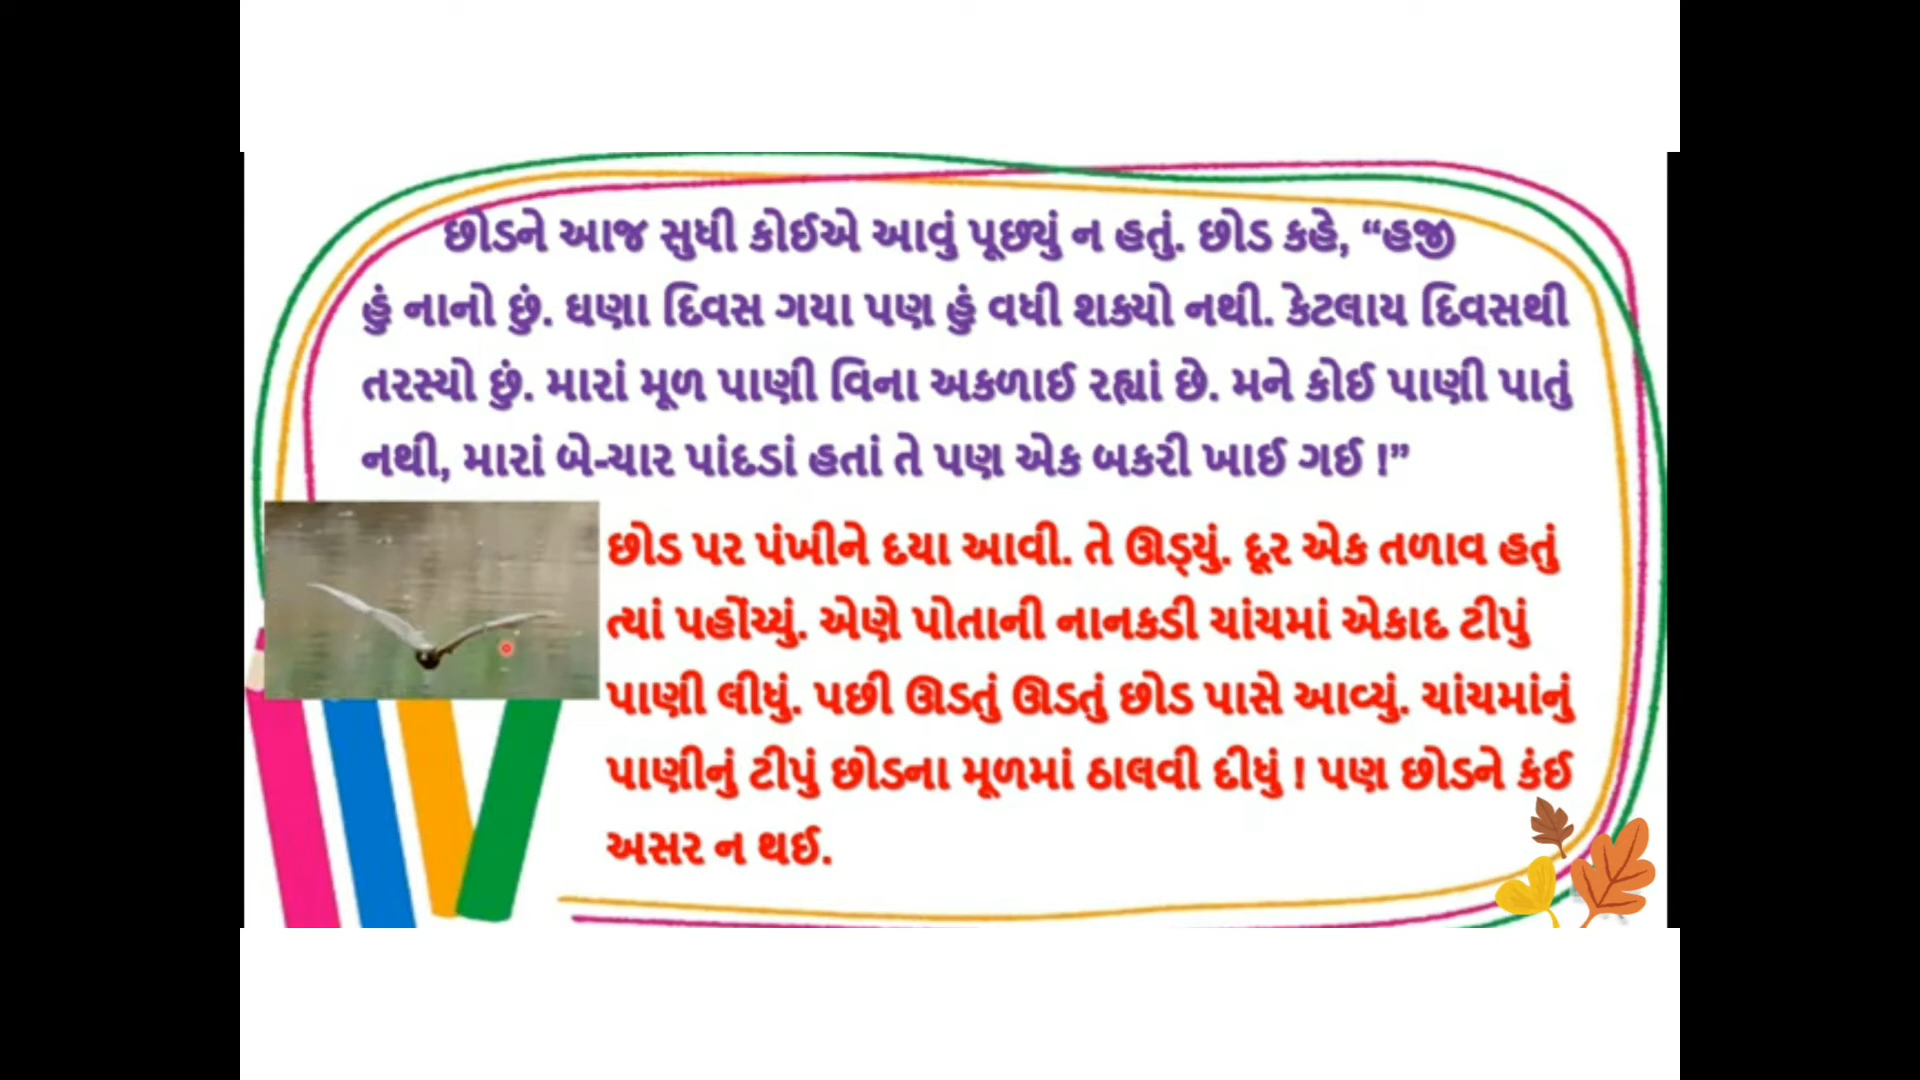 છોડને આજ સુધી કોઈએ આવું પૂછ્યું ન હતું. છોડ કહે, “હજી
હું નાનો છું. ઘણા દિવસ ગયા પણ હું વધી શક્યો નથી. કેટલાય દિવસથી
તરસ્યો છું. મારાં મૂળ પાણી વિના અકળાઈ રહ્યાં છે. મને કોઈ પાણી પાતું
નથી, મારાં બે-ચાર પાંદડાં હતાં તે પણ એક બકરી ખાઈ ગઈ !”
છોડ પર પંખીને દયા આવી. તે ઊડ્યું. દૂર એક તળાવ હતું
ત્યાં પહોંચ્યું. એણે પોતાની નાનકડી ચાંચમાં એકાદ ટીપું
પાણી લીધું. પછી ઊડતું ઊડતું છોડ પાસે આવ્યું. ચાંચમાંનું
પાણીનું ટીપું છોડના મૂળમાં ઠાલવી દીધું ! પણ છોડને કંઈ
અસર ન થઈ.